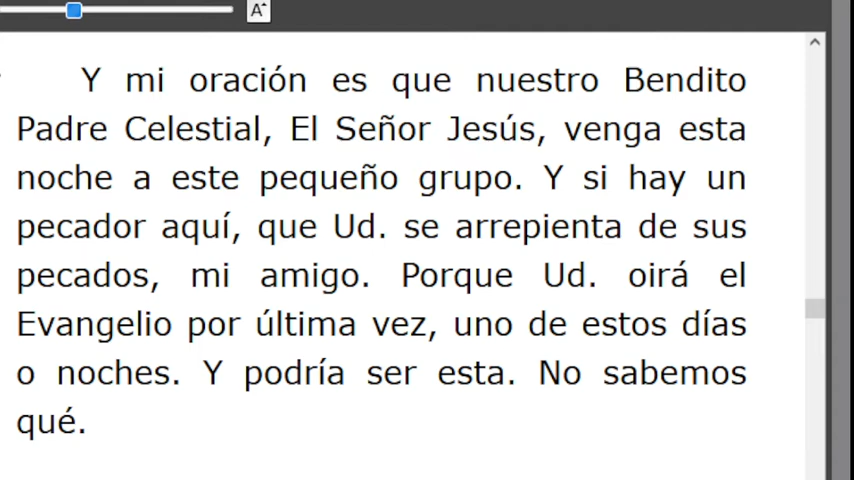 A
Y mi oración es que nuestro Bendito
Padre Celestial, El Señor Jesús, venga esta
noche a este pequeño grupo. Y si hay un
pecador aquí, que Ud. se arrepienta de sus
pecados, mi amigo. Porque Ud. oirá el
Evangelio por última vez, uno de estos días
o noches. Y podría ser esta. No sabemos
qué.